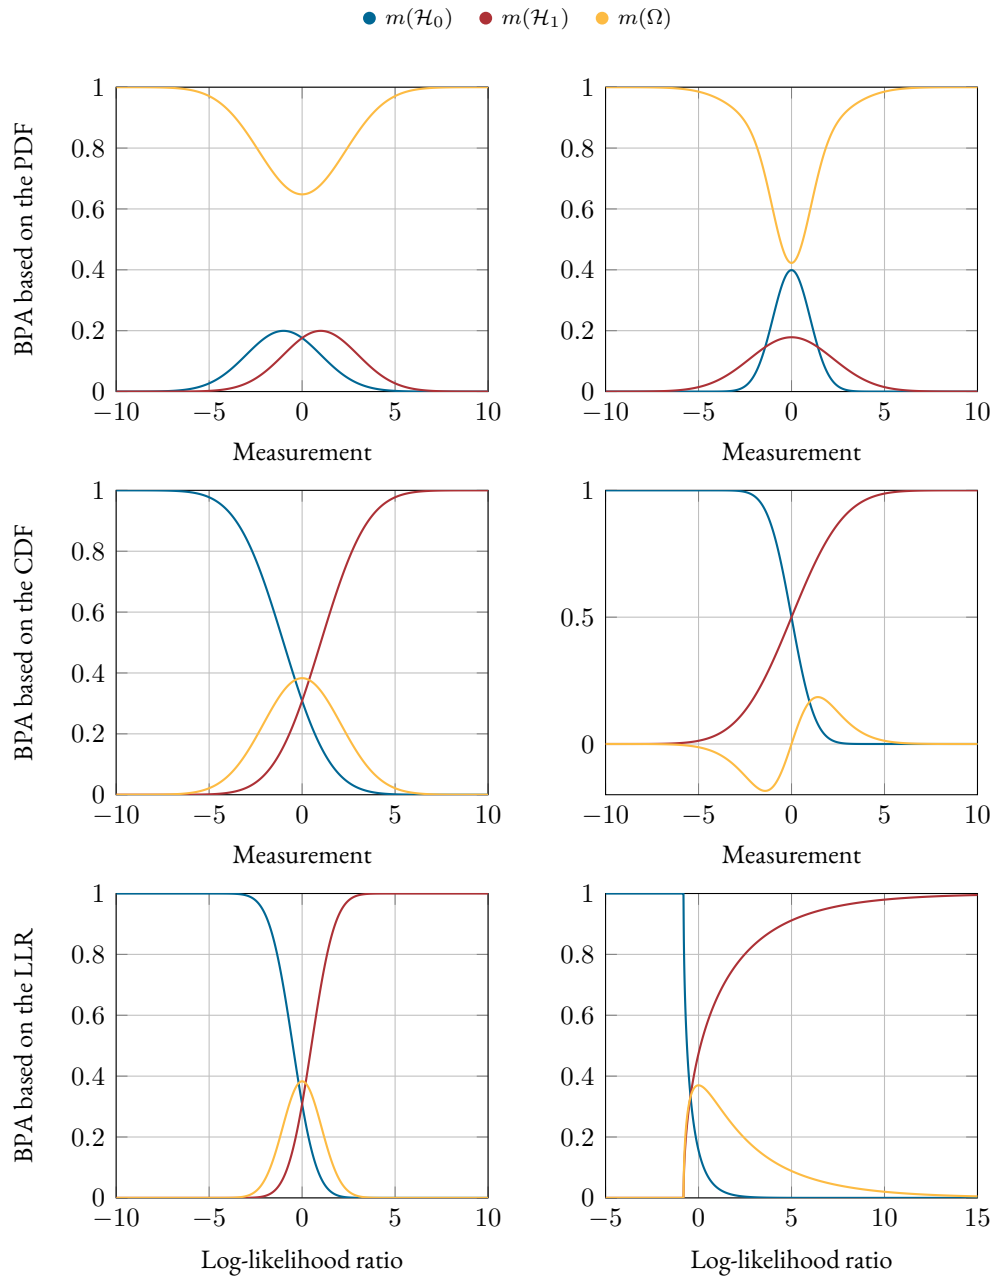 m(ℋ₀) m(ℋ₁) m(Ω)
BPA based on the PDF
1
0.8
0.6
0.4
0.2
0
−10 −5 0 5 10
Measurement
1
0.8
0.6
0.4
0.2
0
−10 −5 0 5 10
Measurement
BPA based on the CDF
1
0.8
0.6
0.4
0.2
0
−10 −5 0 5 10
Measurement
1
0.5
0
−10 −5 0 5 10
Measurement
BPA based on the LLR
1
0.8
0.6
0.4
0.2
0
−10 −5 0 5 10
Log-likelihood ratio
1
0.8
0.6
0.4
0.2
0
−5 0 5 10 15
Log-likelihood ratio